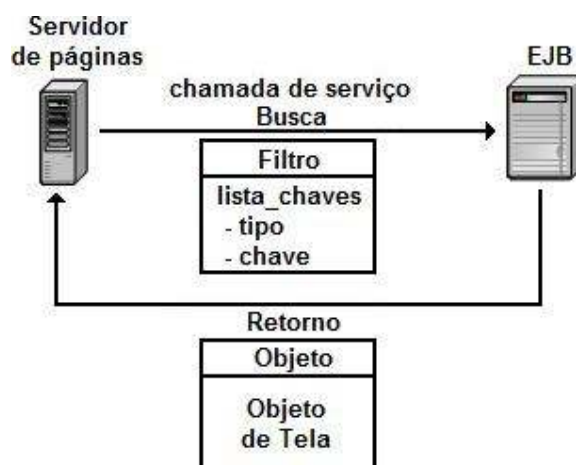 Servidor
de páginas
EJB
chamada de serviço
Busca
Filtro
lista_chaves
- tipo
- chave
Retorno
Objeto
Objeto
de Tela